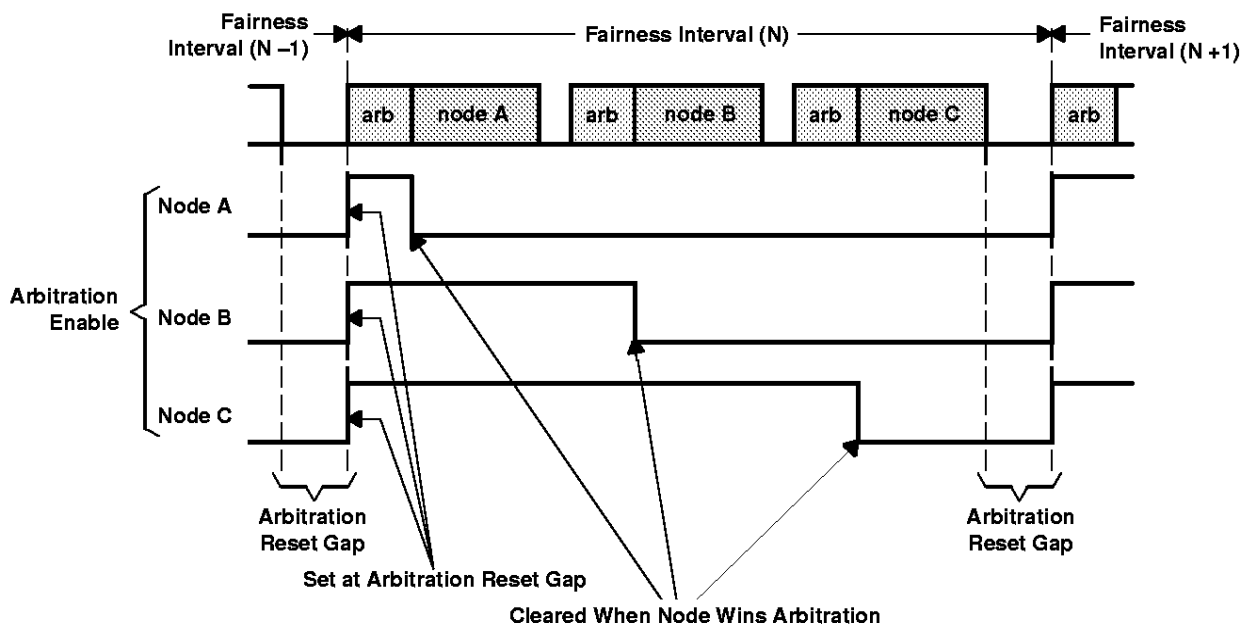 Fairness
Interval (N –1)
Fairness Interval (N)
Fairness
Interval (N +1)
arb
node A
arb
node B
arb
node C
arb
Node A
Arbitration
Enable
Node B
Node C
Arbitration
Reset Gap
Arbitration
Reset Gap
Set at Arbitration Reset Gap
Cleared When Node Wins Arbitration